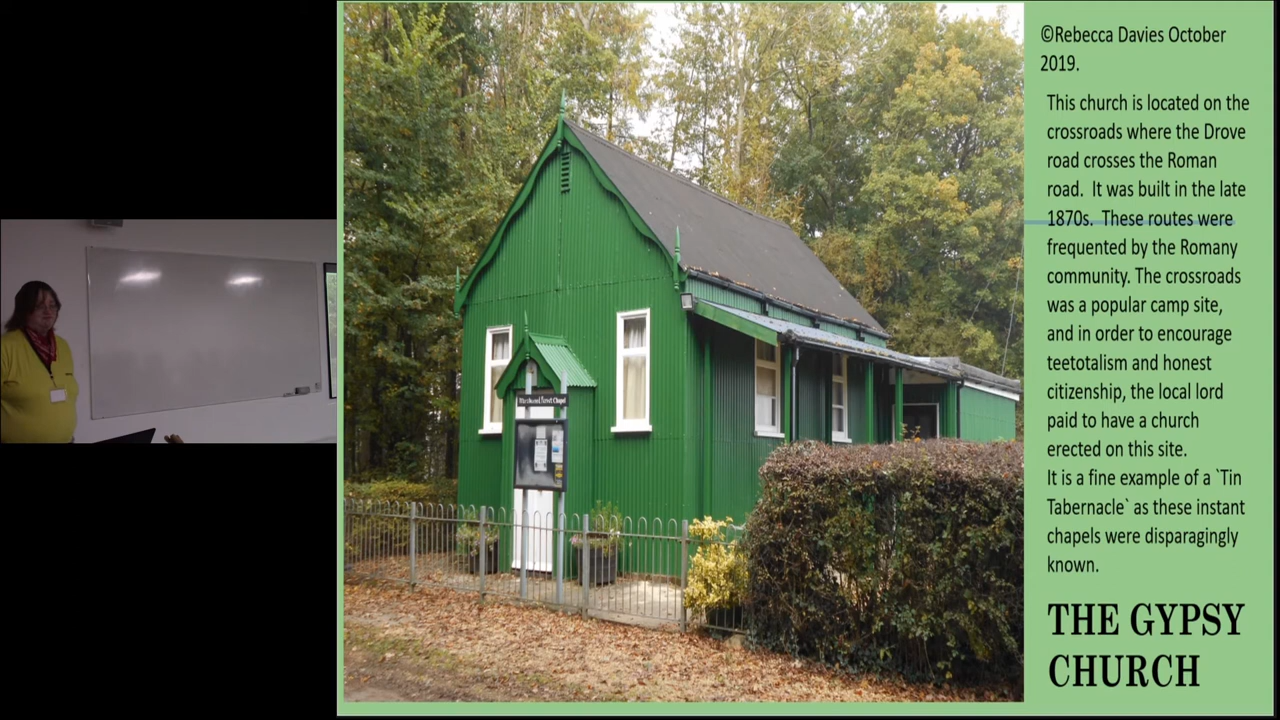 ©Rebecca Davies October
2019.
This church is located on the
crossroads where the Drove
road crosses the Roman
road. It was built in the late
1870s. These routes were
frequented by the Romany
community. The crossroads
was a popular camp site,
and in order to encourage
teetotalism and honest
citizenship, the local lord
paid to have a church
erected on this site.
It is a fine example of a `Tin
Tabernacle` as these instant
chapels were disparagingly
known.
THE GYPSY
CHURCH
Chapel